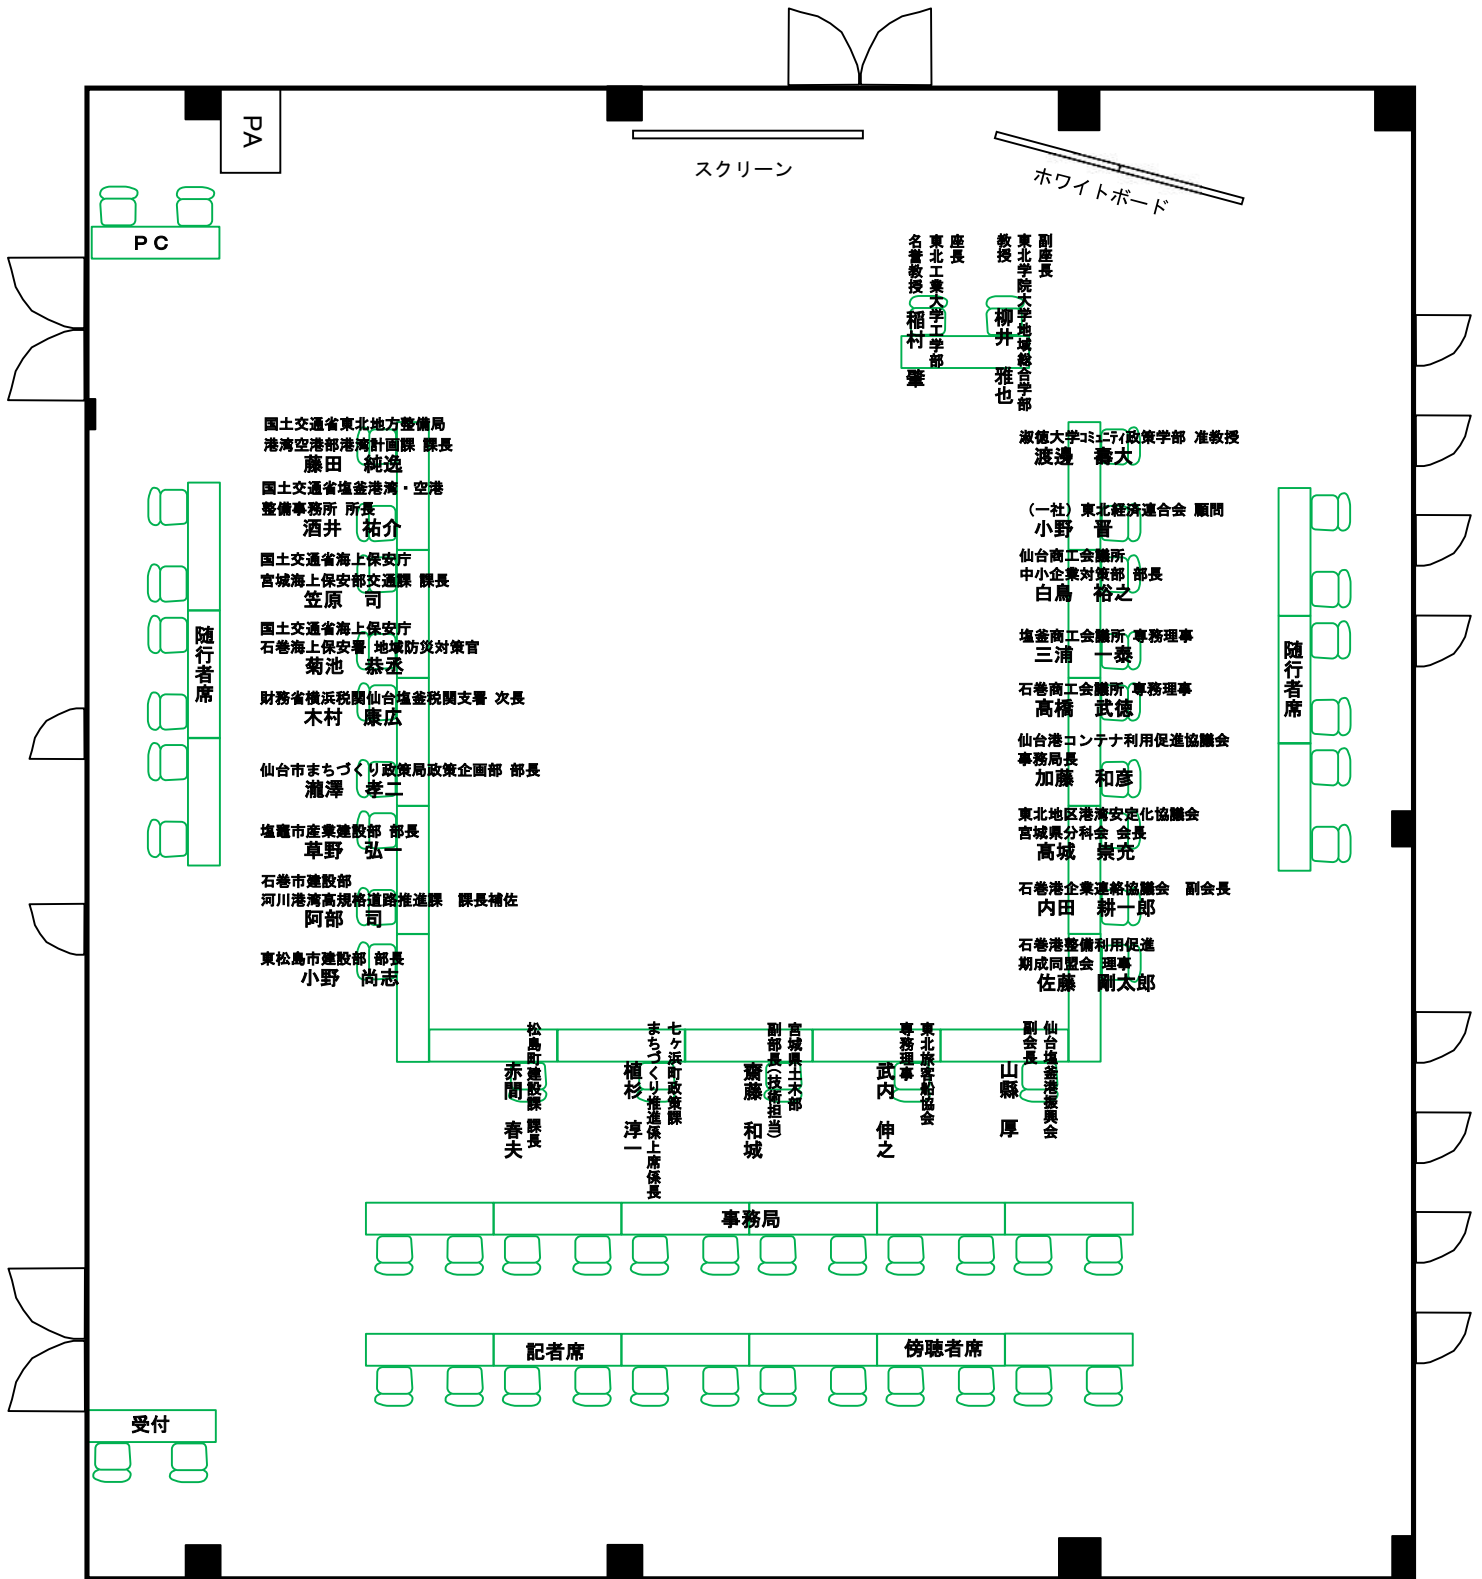 PA
スクリーン
ホワイトボード
PC
座長
東北工業大学工学部
名誉教授
稲村 肇
副座長
東北学院大学地域総合学部
教授
柳井 雅也
国土交通省東北地方整備局
港湾空港部港湾計画課 課長
藤田 純逸
国土交通省塩釜港湾・空港
整備事務所 所長
酒井 祐介
国土交通省海上保安庁
宮城海上保安部交通課 課長
笠原 司
国土交通省海上保安庁
石巻海上保安署 地域防災対策官
菊池 恭丞
財務省横浜税関仙台塩釜税関支署 次長
木村 康広
仙台市まちづくり政策局政策企画部 部長
瀧澤 孝二
塩竈市産業建設部 部長
草野 弘一
石巻市建設部
河川港湾高規格道路推進課 課長補佐
阿部 司
東松島市建設部 部長
小野 尚志
随行者席
淑徳大学コミュニティ政策学部 准教授
渡邊 壽大
(一社)東北経済連合会 顧問
小野 晋
仙台商工会議所
中小企業対策部 部長
白鳥 裕之
塩釜商工会議所 専務理事
三浦 一泰
石巻商工会議所 専務理事
髙橋 武徳
仙台港コンテナ利用促進協議会
事務局長
加藤 和彦
東北地区港湾安定化協議会
宮城県分科会 会長
髙城 崇充
石巻港企業連絡協議会 副会長
内田 耕一郎
石巻港整備利用促進
期成同盟会 理事
佐藤 剛太郎
随行者席
松島町建設課 課長
赤間 春夫
七ヶ浜町政策課
まちづくり推進係上席係長
植杉 淳一
宮城県土木部
副部長(技術担当)
齋藤 和城
東北旅客船協会
専務理事
武内 伸之
仙台塩釜港振興会
副会長
山縣 厚
事務局
記者席
傍聴者席
受付